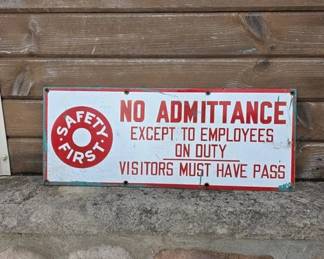 SAFETY
FIRST
NO ADMITTANCE
EXCEPT TO EMPLOYEES
ON DUTY
VISITORS MUST HAVE PASS